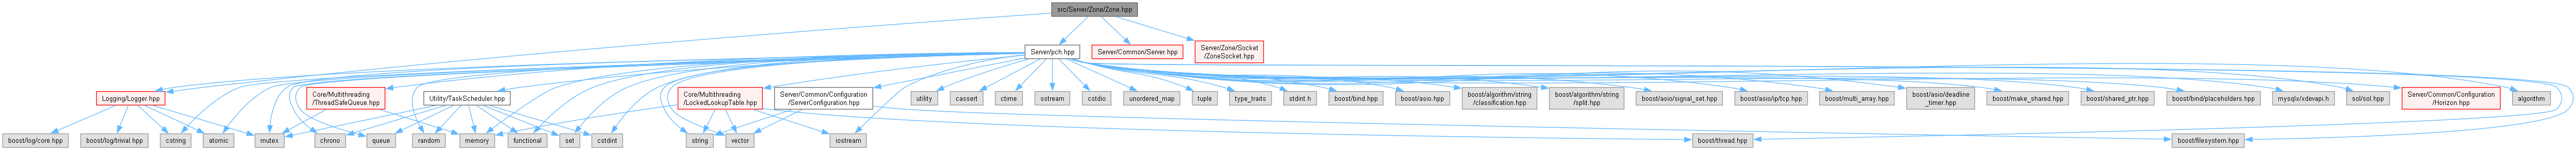 src/Server/Zone/Zone.hpp
Server/pch.hpp
Server/Common/Server.hpp
Server/Zone/Socket
/ZoneSocket.hpp
Logging/Logger.hpp
Core/Multithreading
/ThreadSafeQueue.hpp
Utility/TaskScheduler.hpp
Core/Multithreading
/LockedLookupTable.hpp
Server/Common/Configuration
/ServerConfiguration.hpp
utility
cassert
ctime
sstream
cstdio
unordered_map
tuple
type_traits
stdint.h
boost/bind.hpp
boost/asio.hpp
boost/algorithm/string
/classification.hpp
boost/algorithm/string
/split.hpp
boost/asio/signal_set.hpp
boost/asio/ip/tcp.hpp
boost/multi_array.hpp
boost/asio/deadline
_timer.hpp
boost/make_shared.hpp
boost/shared_ptr.hpp
boost/bind/placeholders.hpp
mysqlx/xdevapi.h
sol/sol.hpp
Server/Common/Configuration
/Horizon.hpp
algorithm
boost/log/core.hpp
boost/log/trivial.hpp
cstring
atomic
mutex
chrono
queue
random
memory
functional
set
cstdint
string
vector
iostream
boost/thread.hpp
boost/filesystem.hpp